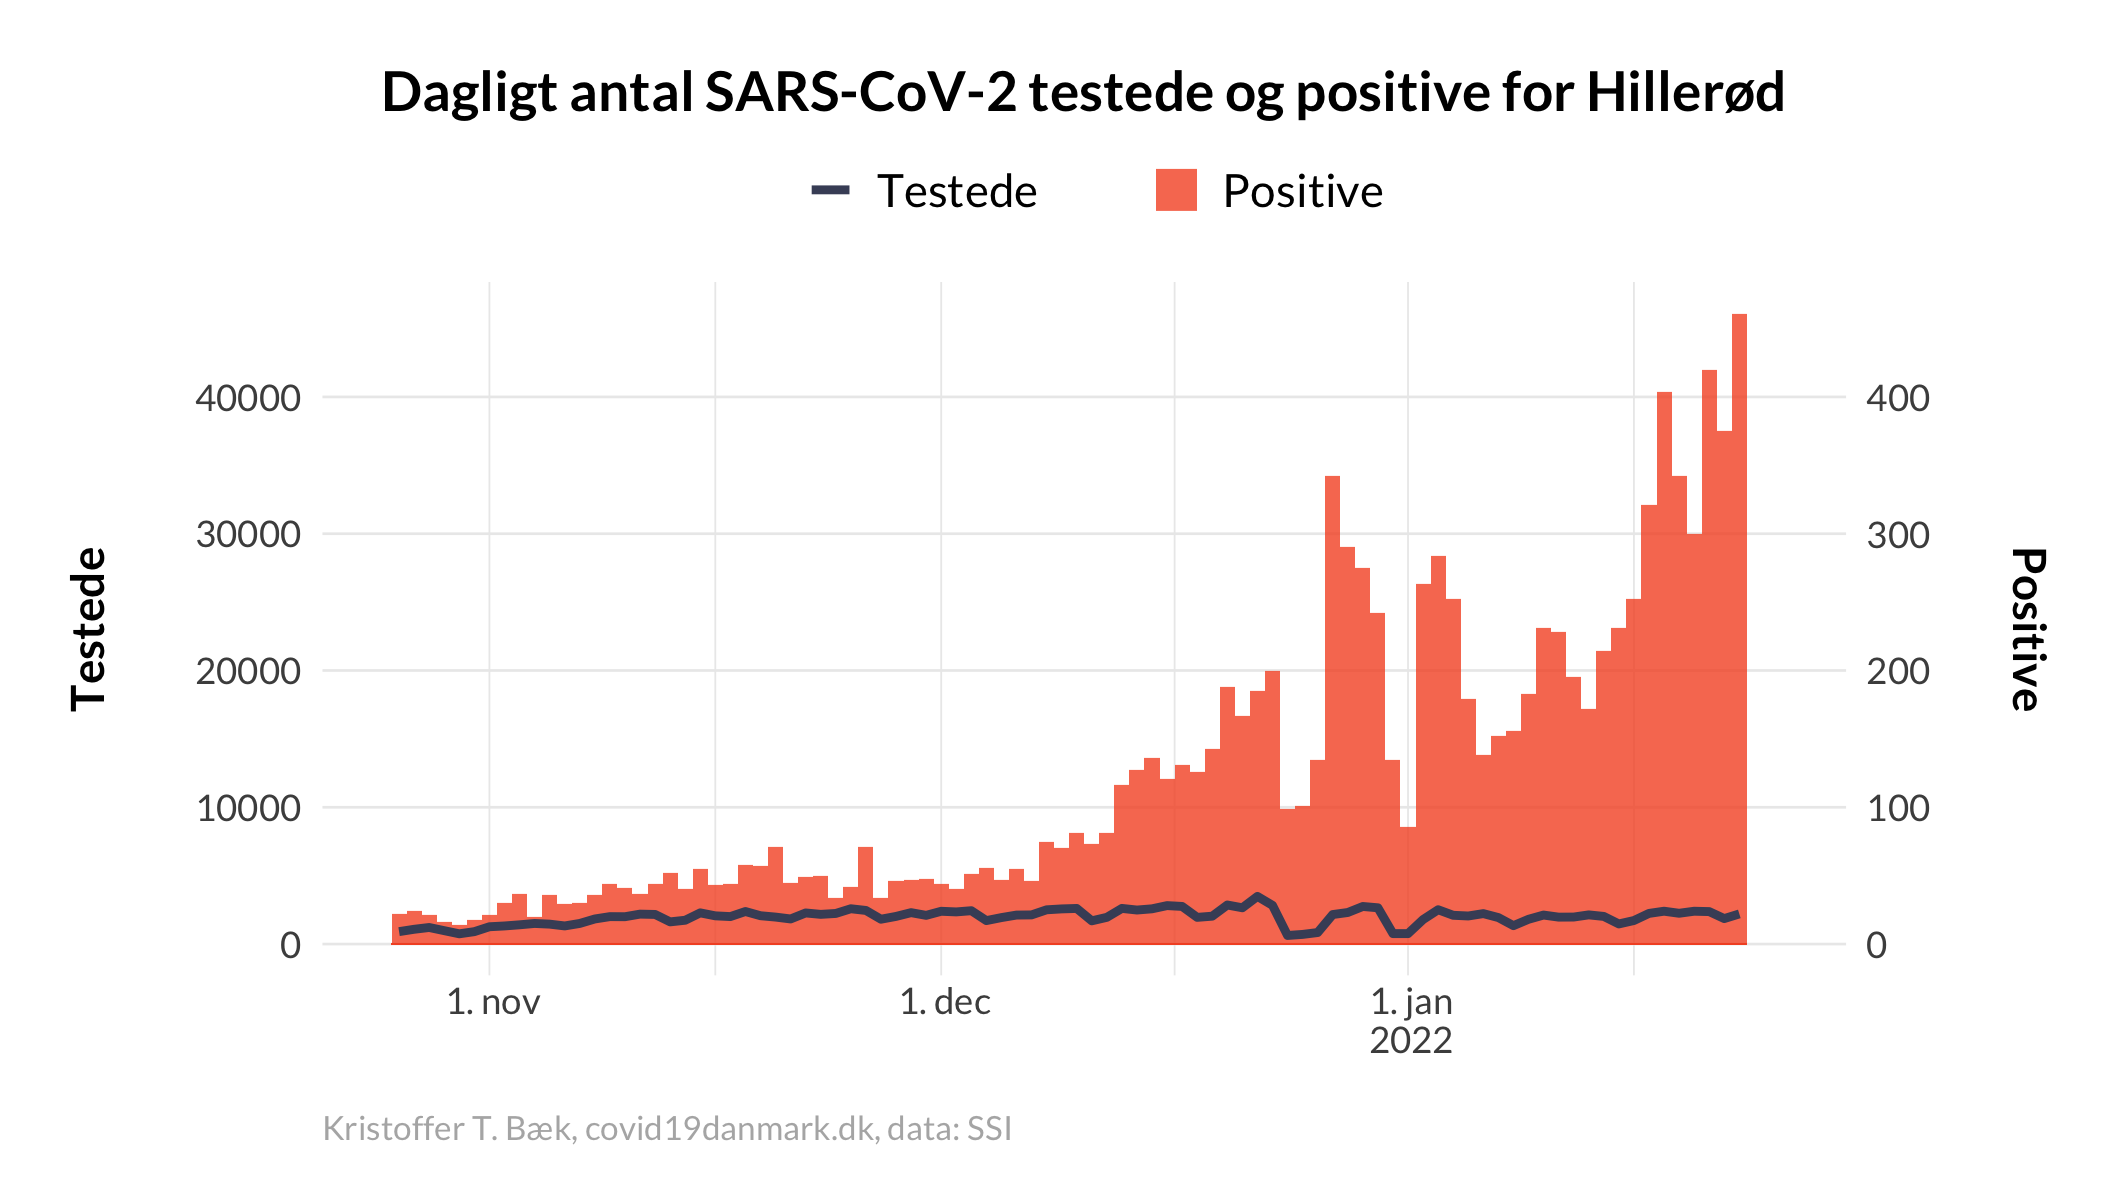 Dagligt antal SARS-CoV-2 testede og positive for Hillerød
Testede
Positive
40000
30000
20000
10000
0
Testede
400
300
200
100
0
Positive
1. nov
1. dec
1. jan
2022
Kristoffer T. Bæk, covid19danmark.dk, data: SSI